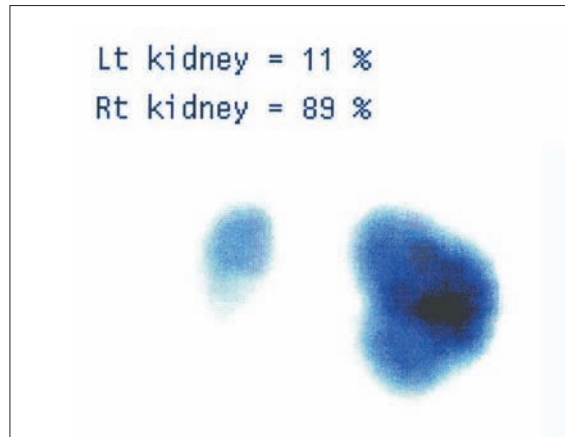 Lt kidney = 11 %
Rt kidney = 89 %